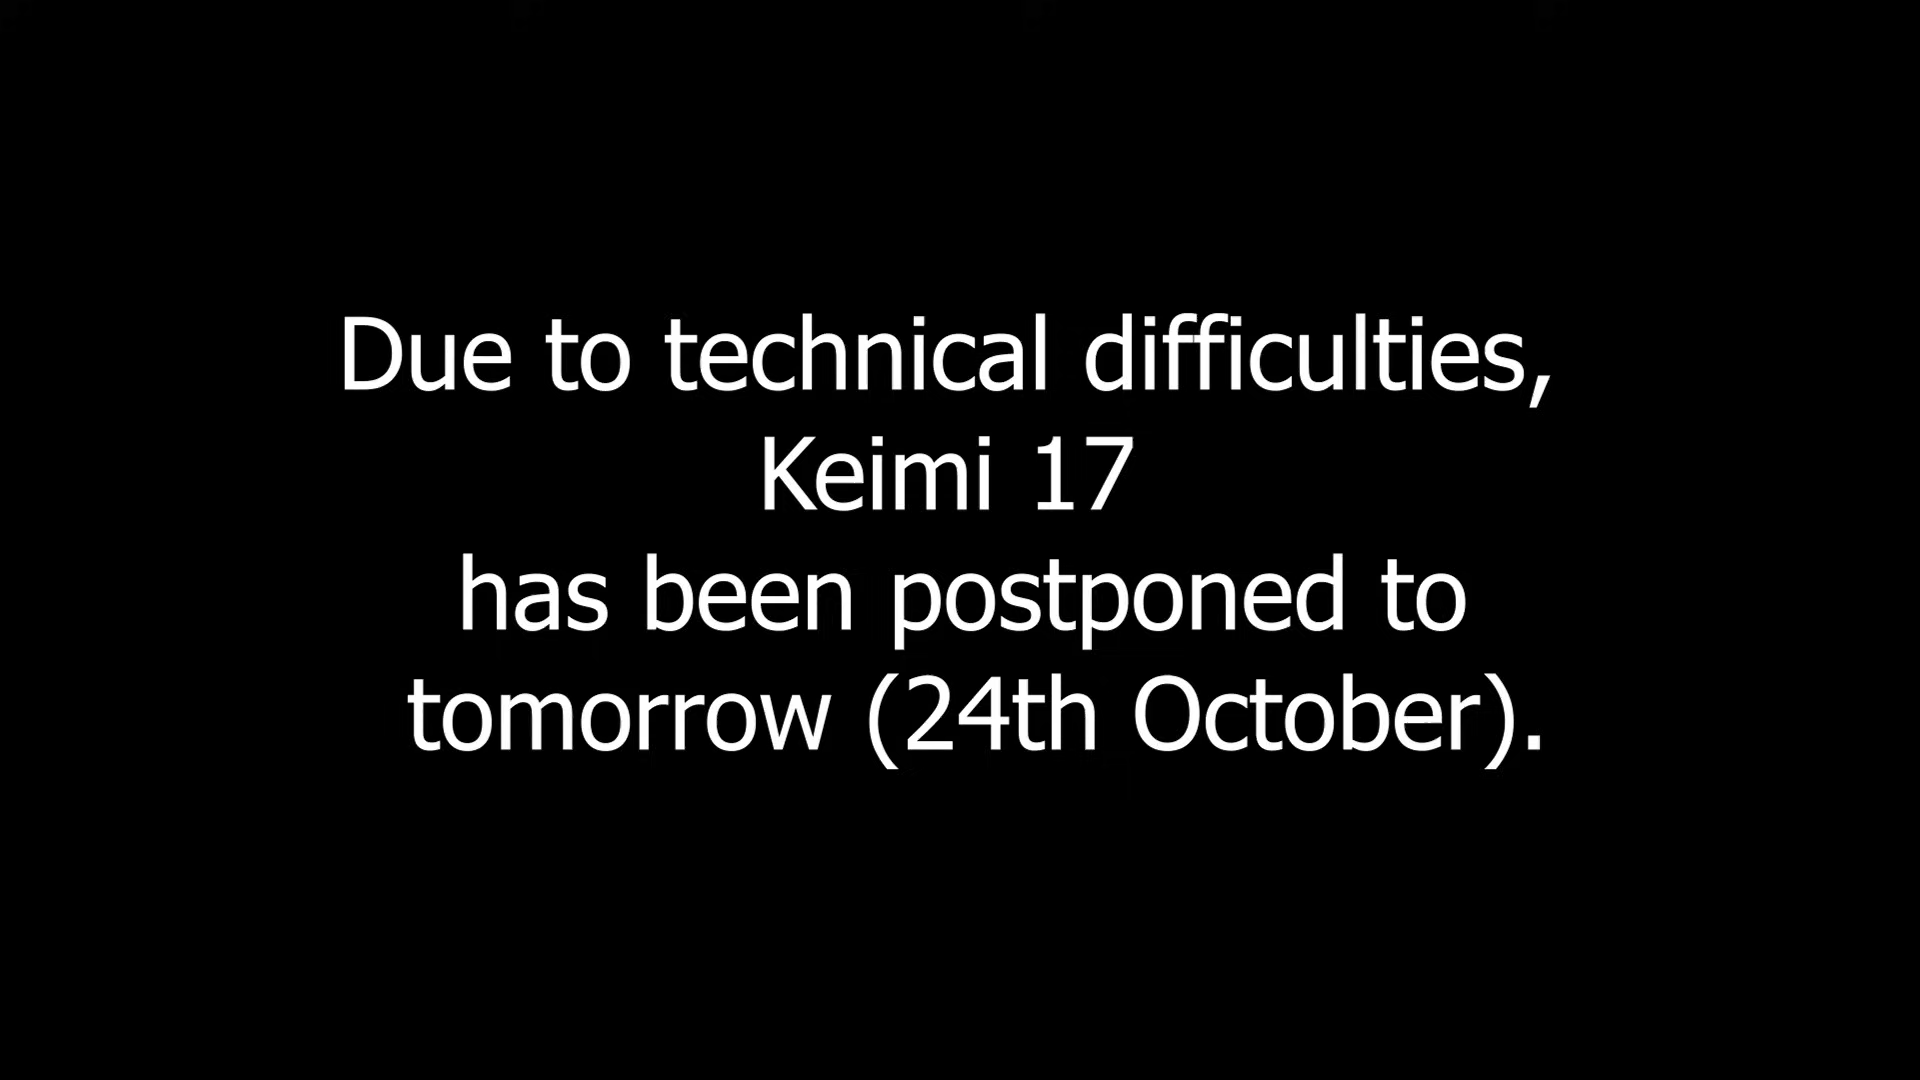 Due to technical difficulties,
Keimi 17
has been postponed to
tomorrow (24th October).